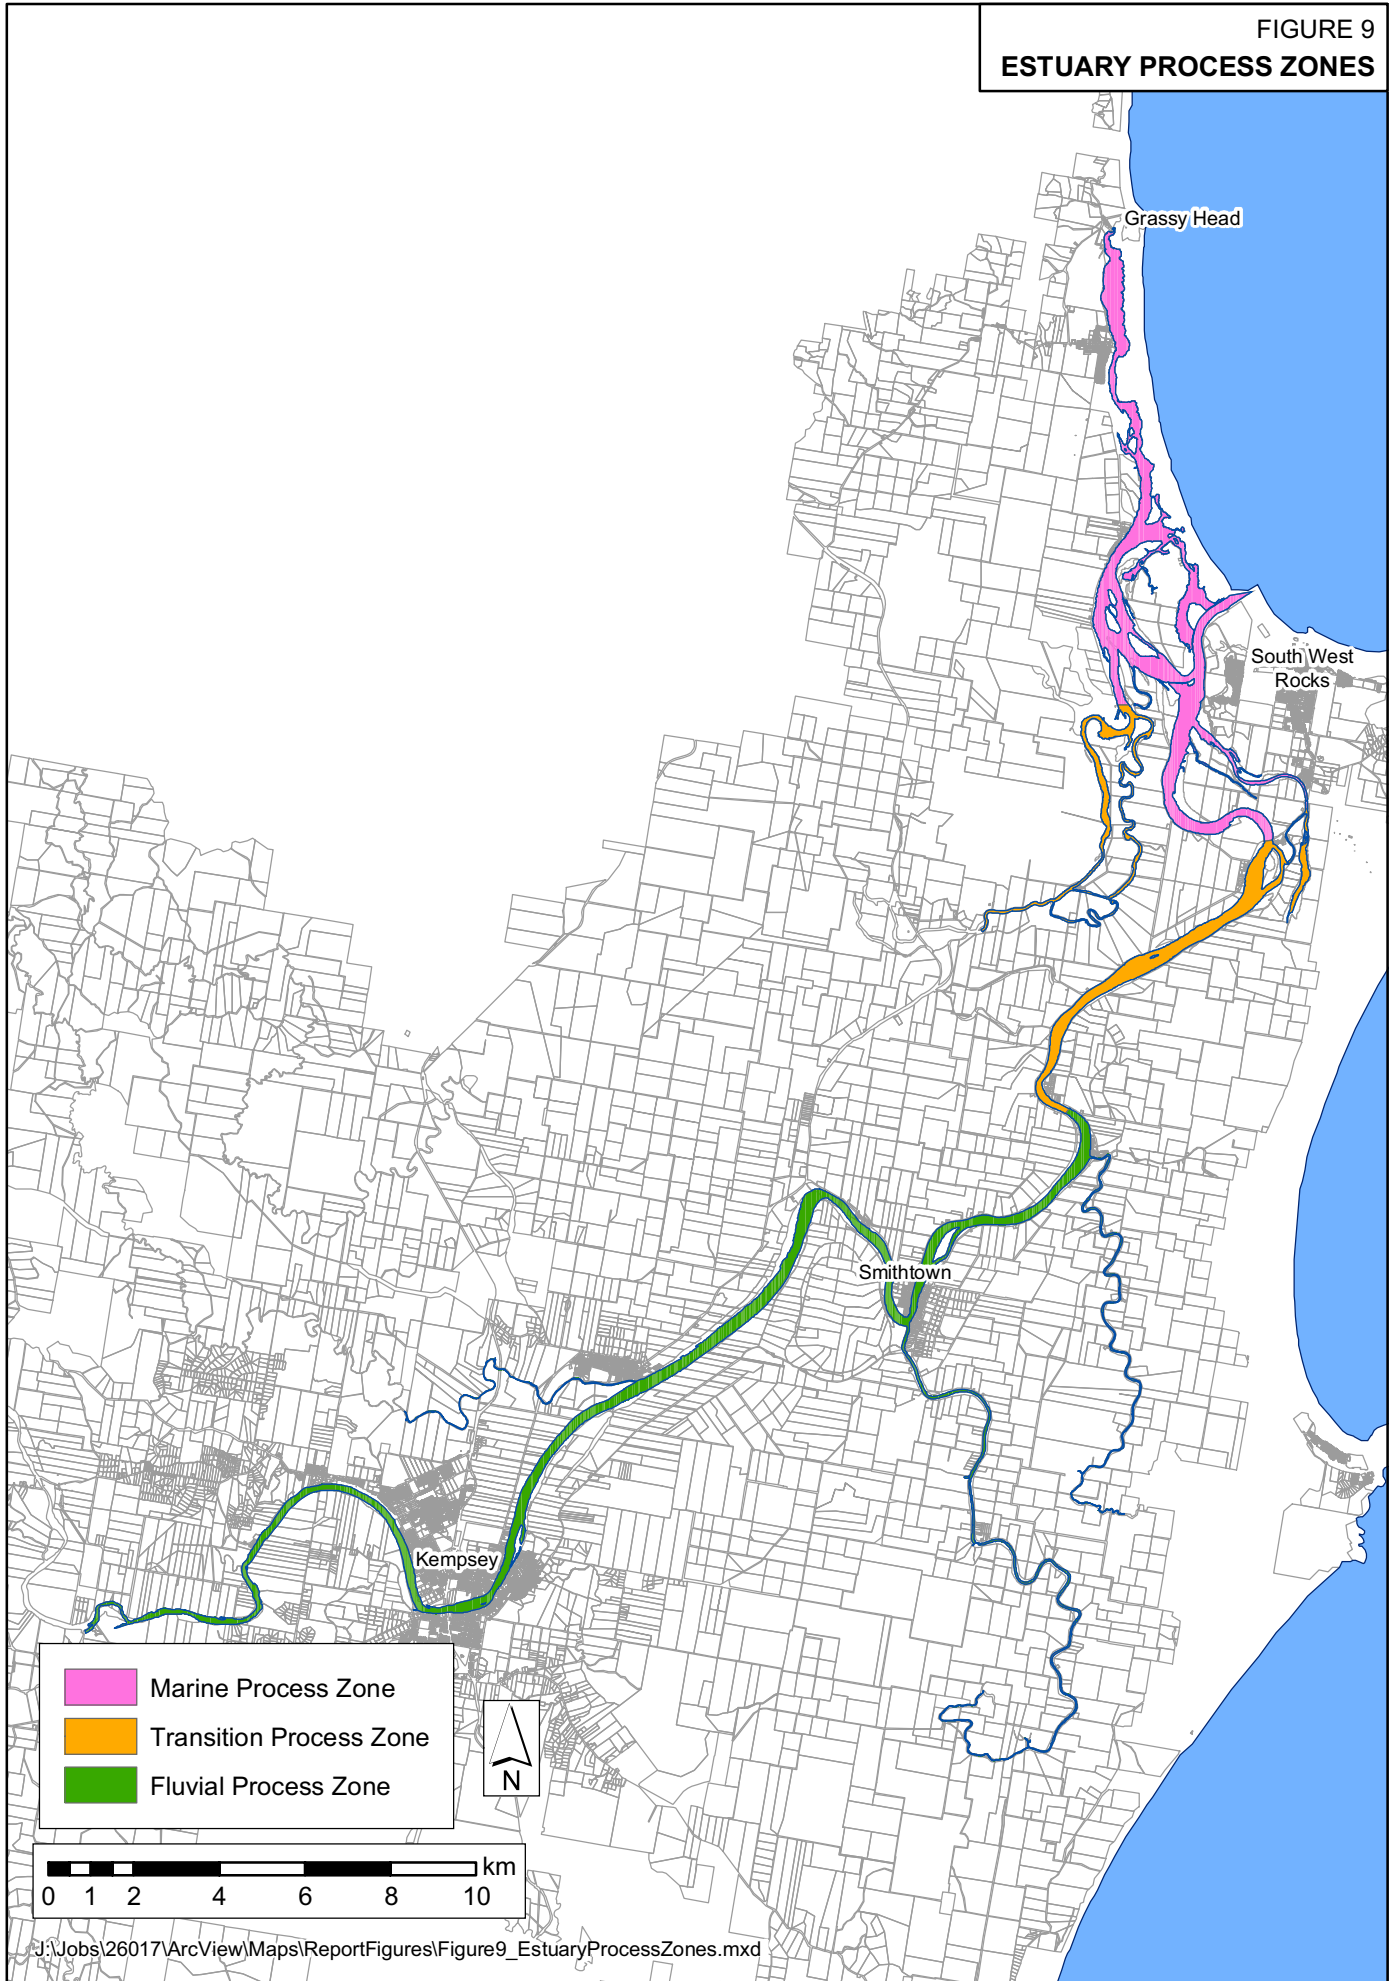 FIGURE 9
ESTUARY PROCESS ZONES
Grassy Head
South West
Rocks
Smithtown
Kempsey
Marine Process Zone
Transition Process Zone
Fluvial Process Zone
N
km
0 1 2 4 6 8 10
J:\Jobs\26017\ArcView\Maps\ReportFigures\Figure9_EstuaryProcessZones.mxd